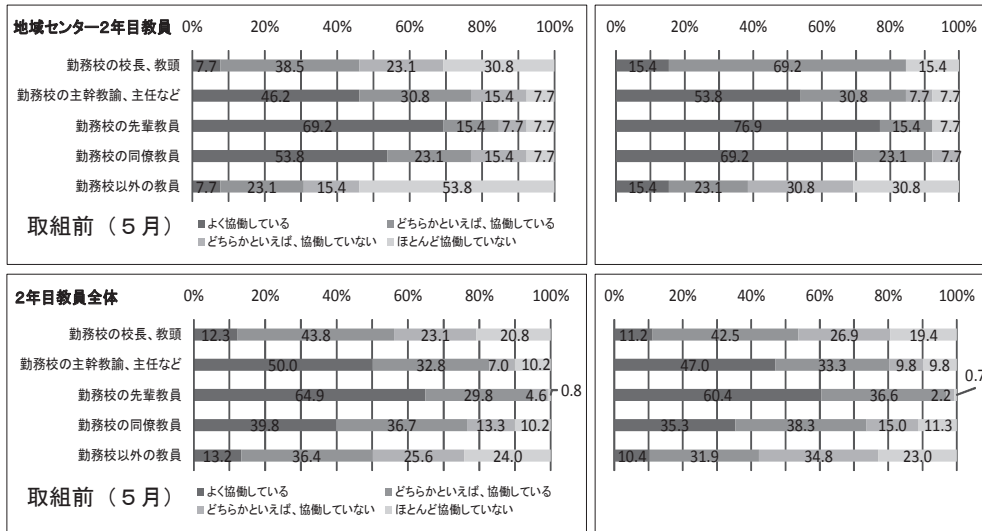 地域センター2年目教員 0% 20% 40% 60% 80% 100%
勤務校の校長、教頭 7.7 38.5 23.1 30.8
勤務校の主幹教諭、主任など 46.2 30.8 15.4 7.7
勤務校の先輩教員 69.2 15.4 7.7 7.7
勤務校の同僚教員 53.8 23.1 15.4 7.7
勤務校以外の教員 7.7 23.1 15.4 53.8
取組前(5月)
■よく協働している ■どちらかといえば、協働している
■どちらかといえば、協働していない ■ほとんど協働していない
0% 20% 40% 60% 80% 100%
15.4 69.2 15.4
53.8 30.8 7.7 7.7
76.9 15.4 7.7
69.2 23.1 7.7
15.4 23.1 30.8 30.8
2年目教員全体 0% 20% 40% 60% 80% 100%
勤務校の校長、教頭 12.3 43.8 23.1 20.8
勤務校の主幹教諭、主任など 50.0 32.8 7.0 10.2
勤務校の先輩教員 64.9 29.8 4.6 0.8
勤務校の同僚教員 39.8 36.7 13.3 10.2
勤務校以外の教員 13.2 36.4 25.6 24.0
取組前(5月)
■よく協働している ■どちらかといえば、協働している
■どちらかといえば、協働していない ■ほとんど協働していない
0% 20% 40% 60% 80% 100%
11.2 42.5 26.9 19.4
47.0 33.3 9.8 9.8
60.4 36.6 2.2 0.7
35.3 38.3 15.0 11.3
10.4 31.9 34.8 23.0